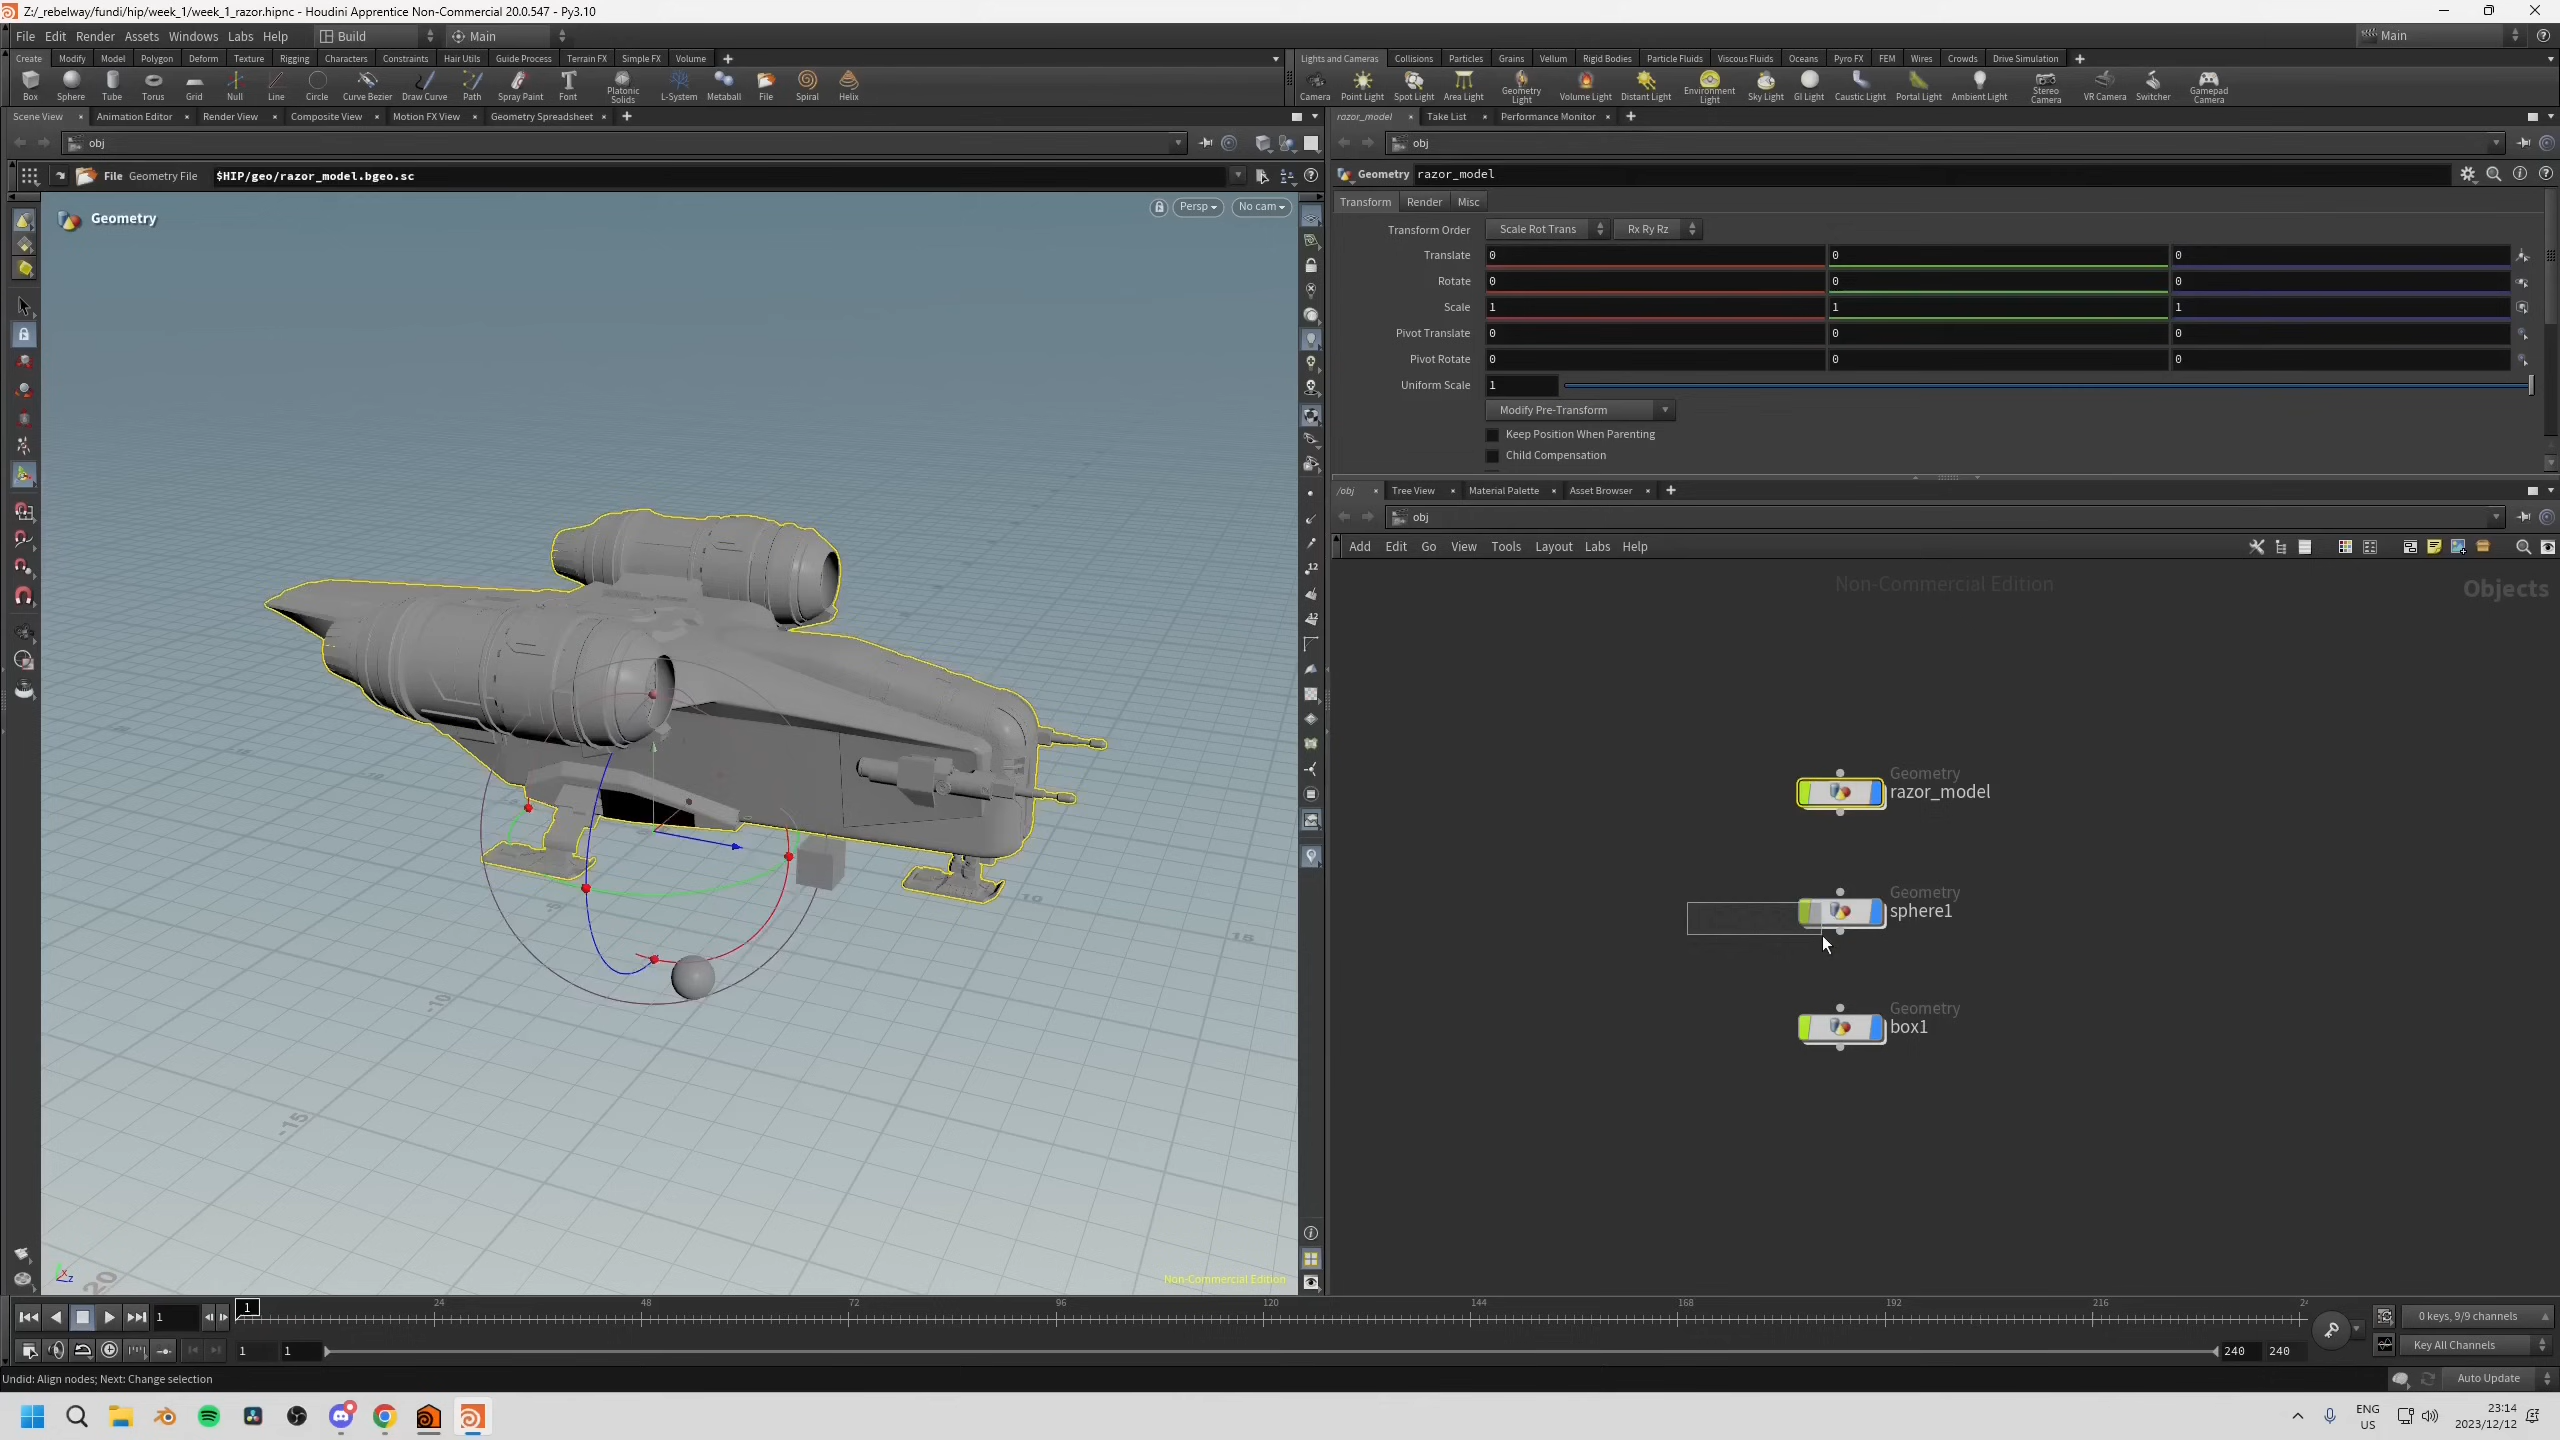 Z:/_rebelway/fundi/hip/week_1/week_1_razor.hipnc - Houdini Apprentice Non-Commercial 20.0.547 - Py3.10
File Edit Render Assets Windows Labs Help Build Main Main
Create Modify Model Polygon Deform Texture Rigging Characters Constraints Hair Utils Guide Process Terrain FX Simple FX Volume
Lights and Cameras Collisions Particles Grains Vellum Rigid Bodies Particle Fluids Viscous Fluids Oceans Pyro FX FEM Wires Crowds Drive Simulation
Box Sphere Tube Torus Grid Null Line Circle Curve Bezier Draw Curve Path Spray Paint Font Platonic Solids L-System Metaball File Spiral Helix
Camera Point Light Spot Light Area Light Geometry Light Volume Light Distant Light Environment Light Sky Light GI Light Caustic Light Portal Light Ambient Light Stereo Camera VR Camera Switcher Gamepad Camera
Scene View Animation Editor Render View Composite View Motion FX View Geometry Spreadsheet
razor_model Take List Performance Monitor
obj
obj
File Geometry File $HIP/geo/razor_model.bgeo.sc
Geometry razor_model
Geometry
Persp
No cam
Transform Render Misc
Transform Order Scale Rot Trans Rx Ry Rz
Translate 0 0 0
Rotate 0 0 0
Scale 1 1 1
Pivot Translate 0 0 0
Pivot Rotate 0 0 0
Uniform Scale 1
Modify Pre-Transform
Keep Position When Parenting
Child Compensation
/obj Tree View Material Palette Asset Browser
obj
Add Edit Go View Tools Layout Labs Help
Non-Commercial Edition
Objects
Geometry
razor_model
Geometry
sphere1
Geometry
box1
10
15
-5
-10
-15
20
12
12
Non-Commercial Edition
1
1 24 48 72 96 120 144 168 192 216
0 keys, 9/9 channels
1 1 240 240
Key All Channels
Undid: Align nodes; Next: Change selection
Auto Update
ENG
US
23:14
2023/12/12